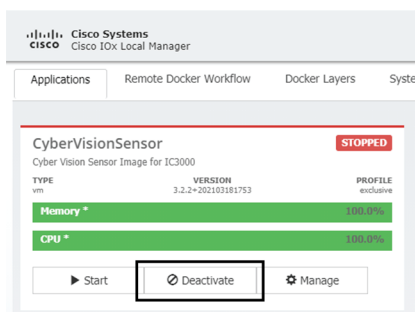 Cisco Systems
CISCO Cisco IOx Local Manager
Applications Remote Docker Workflow Docker Layers Syste
CyberVisionSensor STOPPED
Cyber Vision Sensor Image for IC3000
TYPE VERSION PROFILE
vm 3.2.2+202103181753 exclusive
Memory * 100.0%
CPU * 100.0%
Start Deactivate Manage